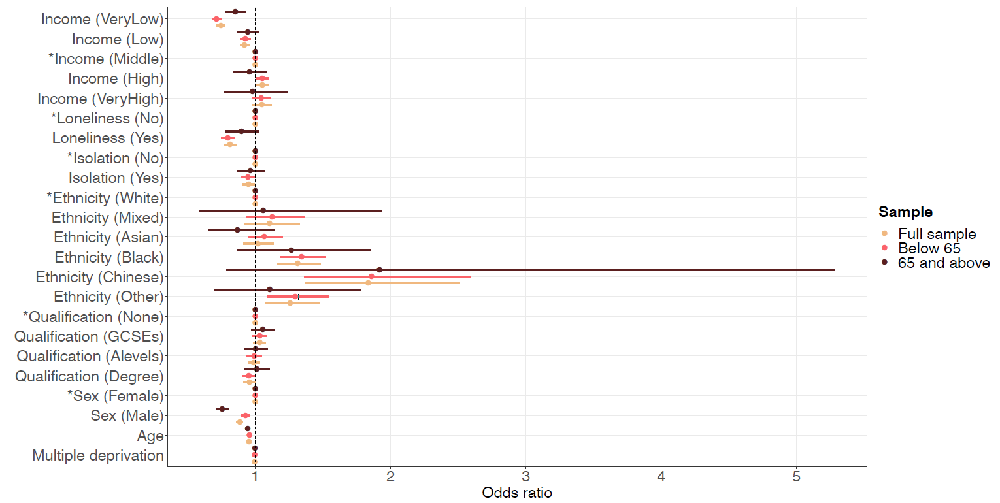 Income (VeryLow)
Income (Low)
*Income (Middle)
Income (High)
Income (VeryHigh)
*Loneliness (No)
Loneliness (Yes)
*Isolation (No)
Isolation (Yes)
*Ethnicity (White)
Ethnicity (Mixed)
Ethnicity (Asian)
Ethnicity (Black)
Ethnicity (Chinese)
Ethnicity (Other)
*Qualification (None)
Qualification (GCSEs)
Qualification (Alevels)
Qualification (Degree)
*Sex (Female)
Sex (Male)
Age
Multiple deprivation
1 2 3 4 5
Odds ratio
Sample
Full sample
Below 65
65 and above